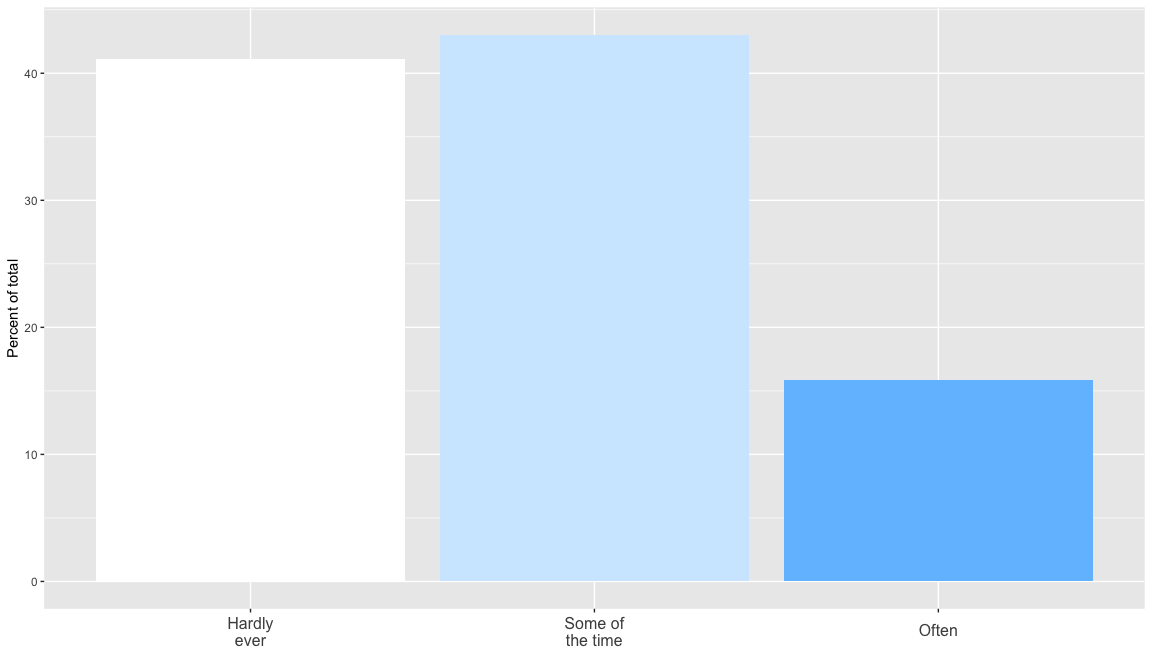 Percent of total
40
30
20
10
0
Hardly
ever
Some of
the time
Often